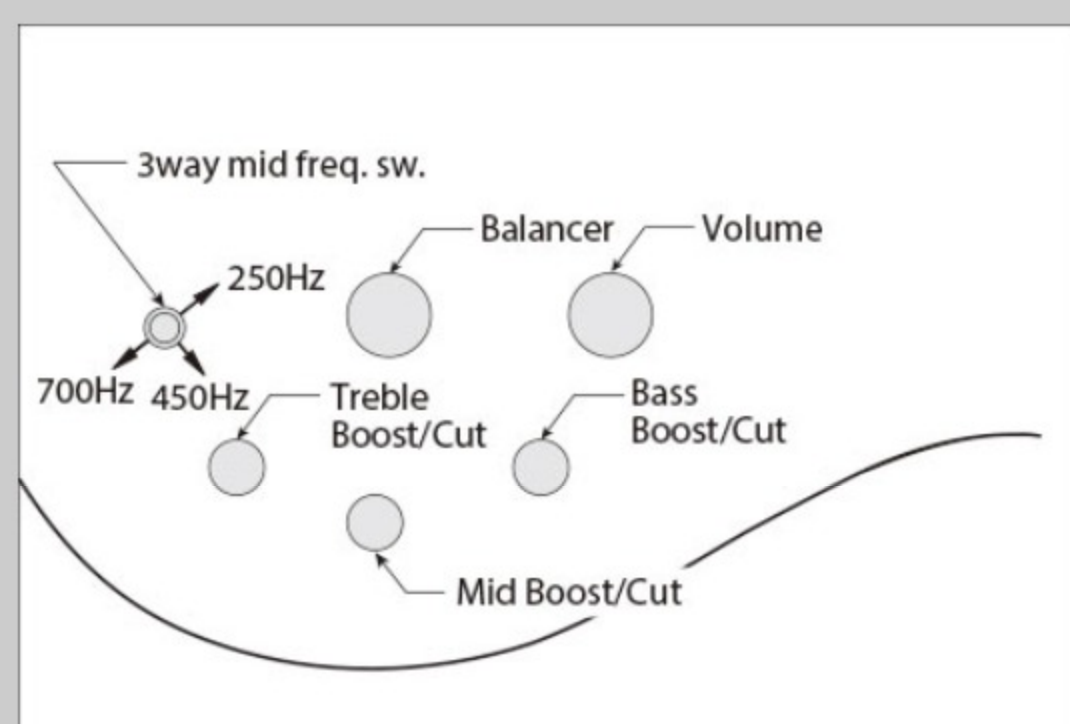 3way mid freq. sw.
Balancer
Volume
250Hz
700Hz
450Hz
Treble
Boost/Cut
Bass
Boost/Cut
Mid Boost/Cut